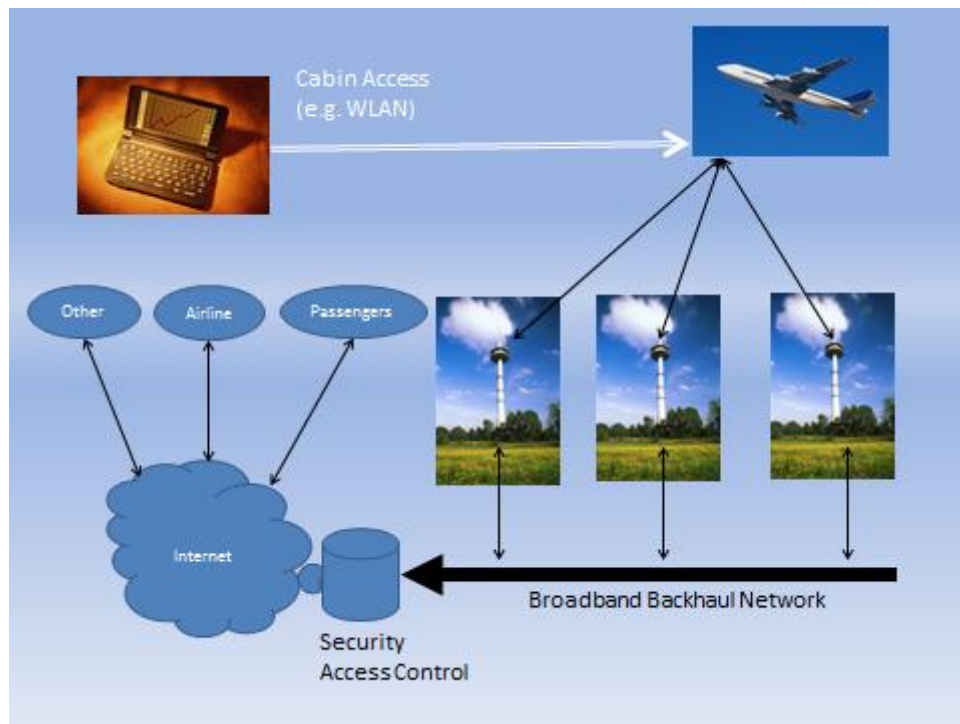 Cabin Access
(e.g. WLAN)
Other
Airline
Passengers
Internet
Broadband Backhaul Network
Security
Access Control